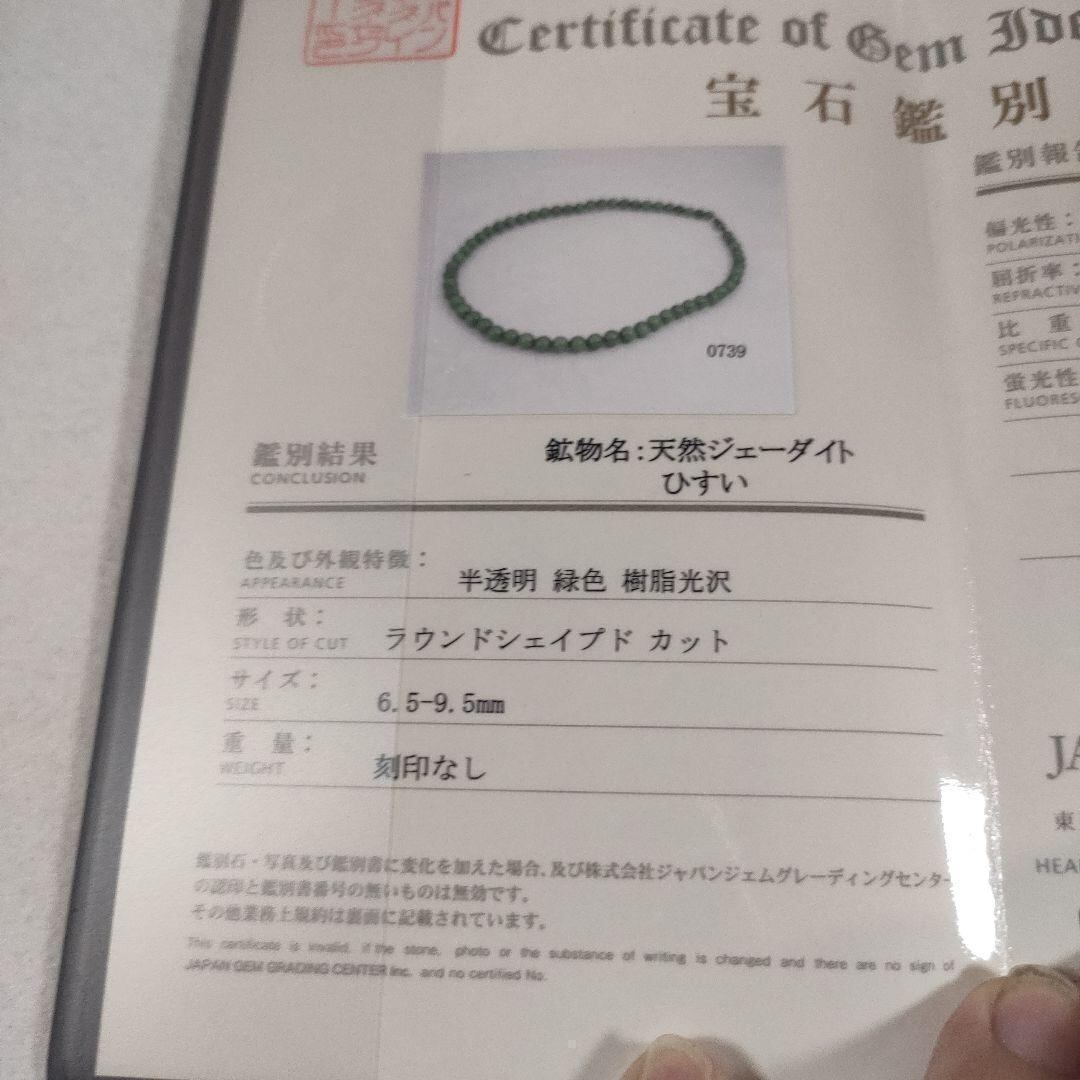 Certificate of Gem Ide
宝石鑑別
鑑別報告
偏光性：
POLARIZATI
屈折率：
REFRACTIV
比 重
SPECIFIC G
蛍光性
FLUORES
0739
鑑別結果
CONCLUSION
鉱物名:天然ジェーダイト
ひすい
色及び外観特徴：
APPEARANCE
半透明 緑色 樹脂光沢
形 状：
STYLE OF CUT
ラウンドシェイプド カット
サイズ：
SIZE
6.5-9.5mm
重 量：
WEIGHT
刻印なし
鑑別石・写真及び鑑別書に変化を加えた場合、及び株式会社ジャパンジェムグレーディングセンター
の認印と鑑別書番号の無いものは無効です。
その他業務上規約は裏面に記載されています。
This certificate is invalid, if the stone, photo or the substance of writing is changed and there are no sign of
JAPAN GEM GRADING CENTER Inc. and no certified No.
JA
東
HEA